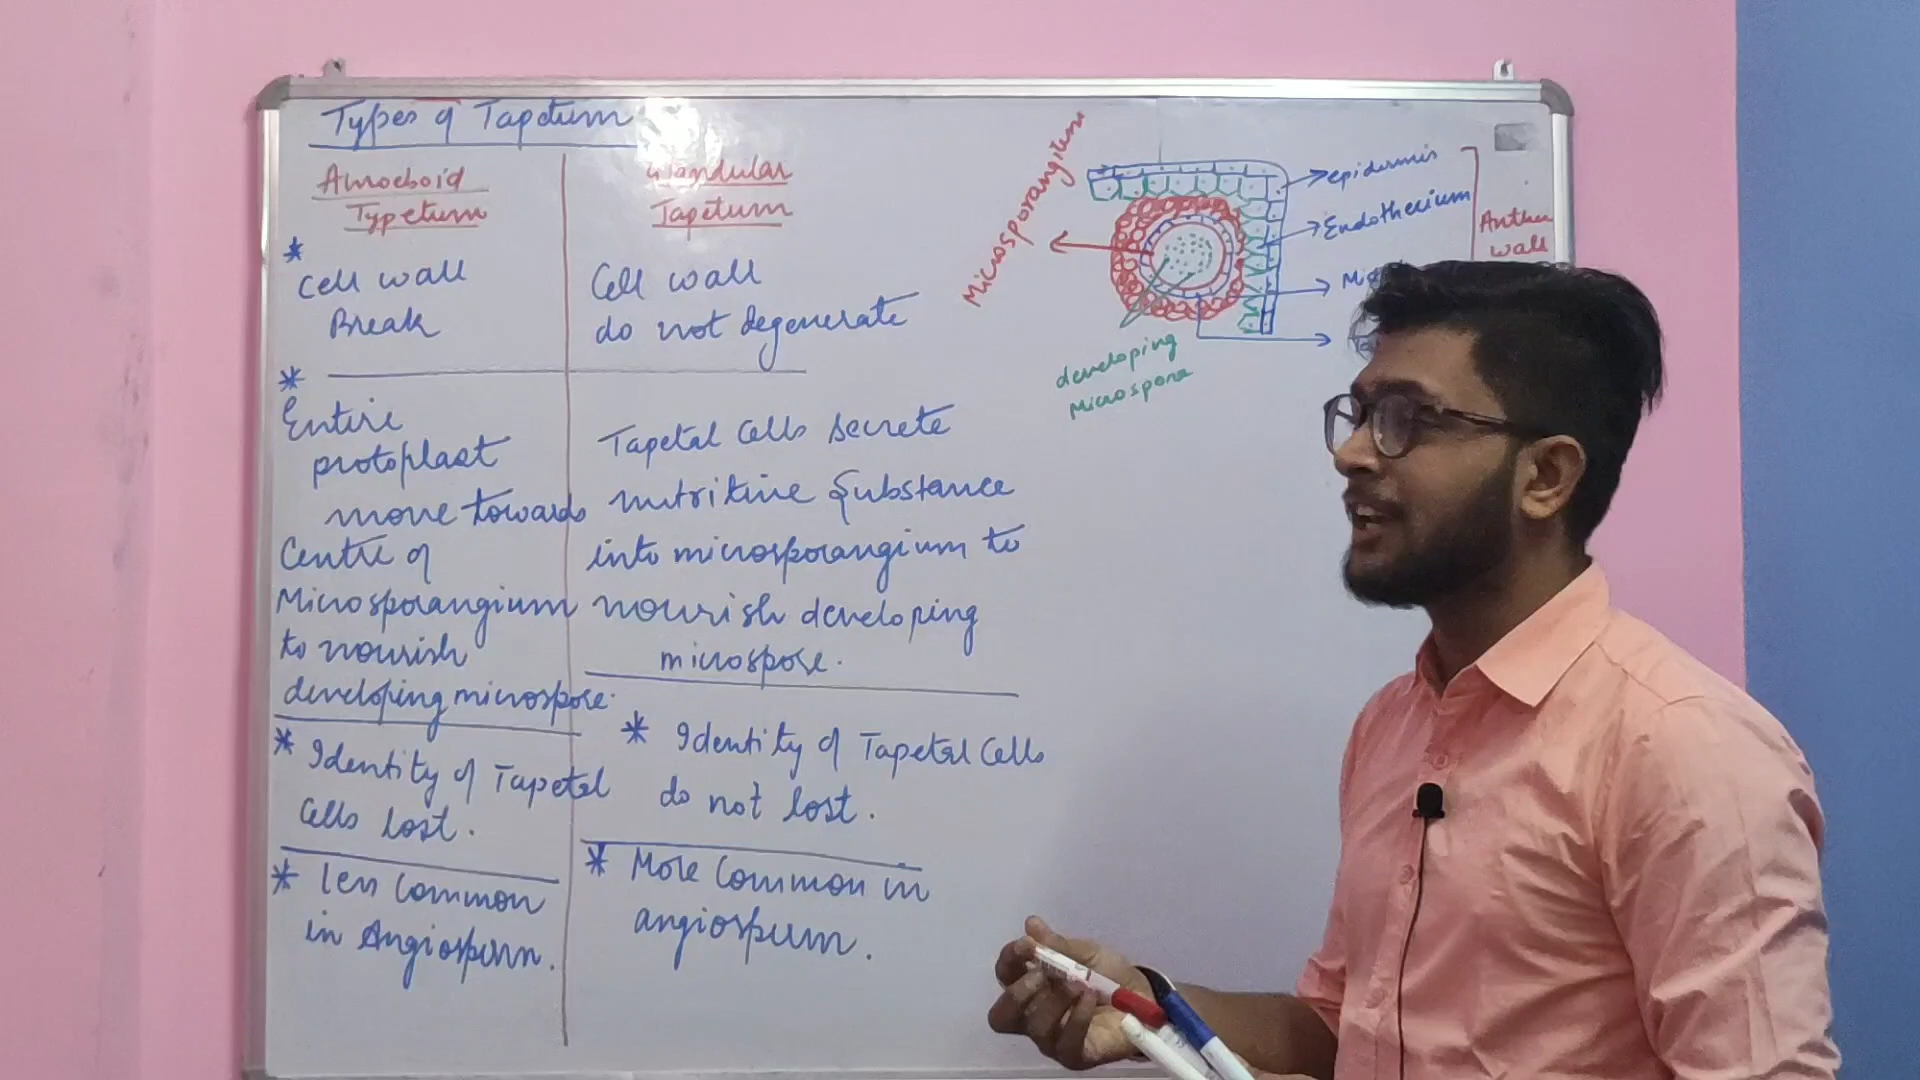 Types of Tapetum
Amoeboid
Typetum
Glandular
Tapetum
*
Cell wall
Break
Cell wall
do not degenerate
*
Entire
protoplast
move towards
Centre of
Microsporangium
to nourish
developing microspore.
Tapetal Cells secrete
nutritive Substance
into microsporangium to
nourish developing
microspore.
* Identity of Tapetal
Cells lost.
* Identity of Tapetal Cells
do not lost.
* Less Common
in Angiosperm.
* More Common in
angiosperm.
Microsporangium
epidermis
Endothecium
Anther
wall
developing
Microspore